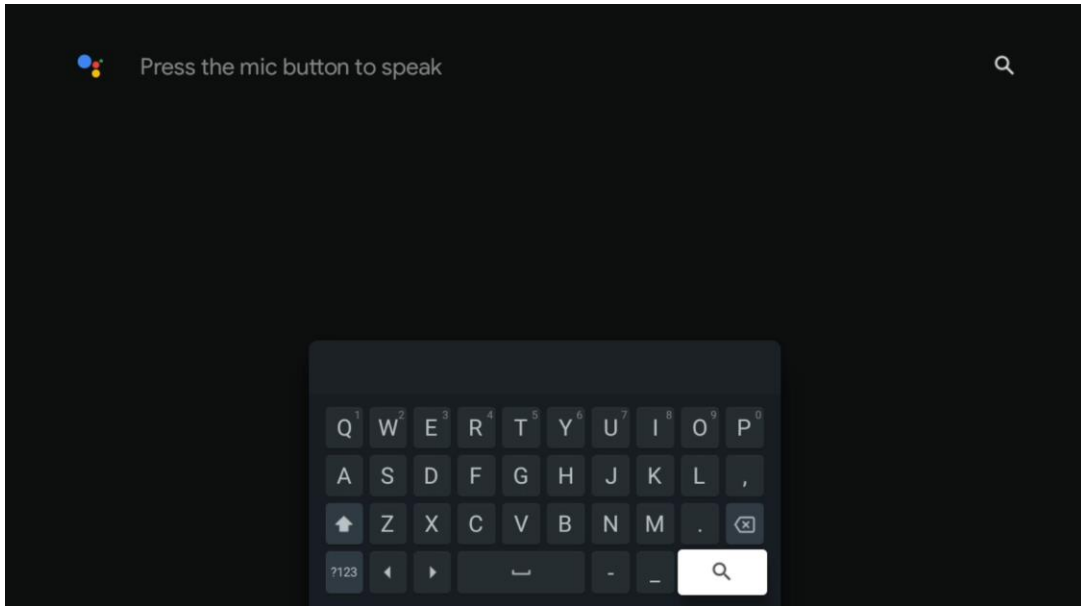 Press the mic button to speak
Q1 W2 E3 R4 T5 Y6 U7 I8 O9 P0
A S D F G H J K L ,
Z X C V B N M .
?123 - _